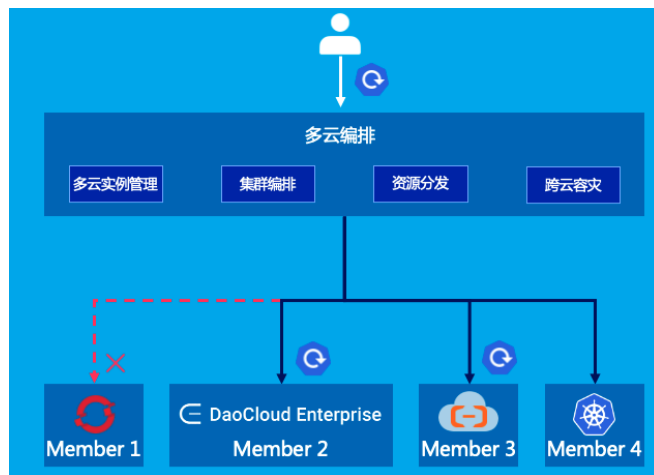 多云编排
多云实例管理
集群编排
资源分发
跨云容灾
DaoCloud Enterprise
Member 1
Member 2
Member 3
Member 4